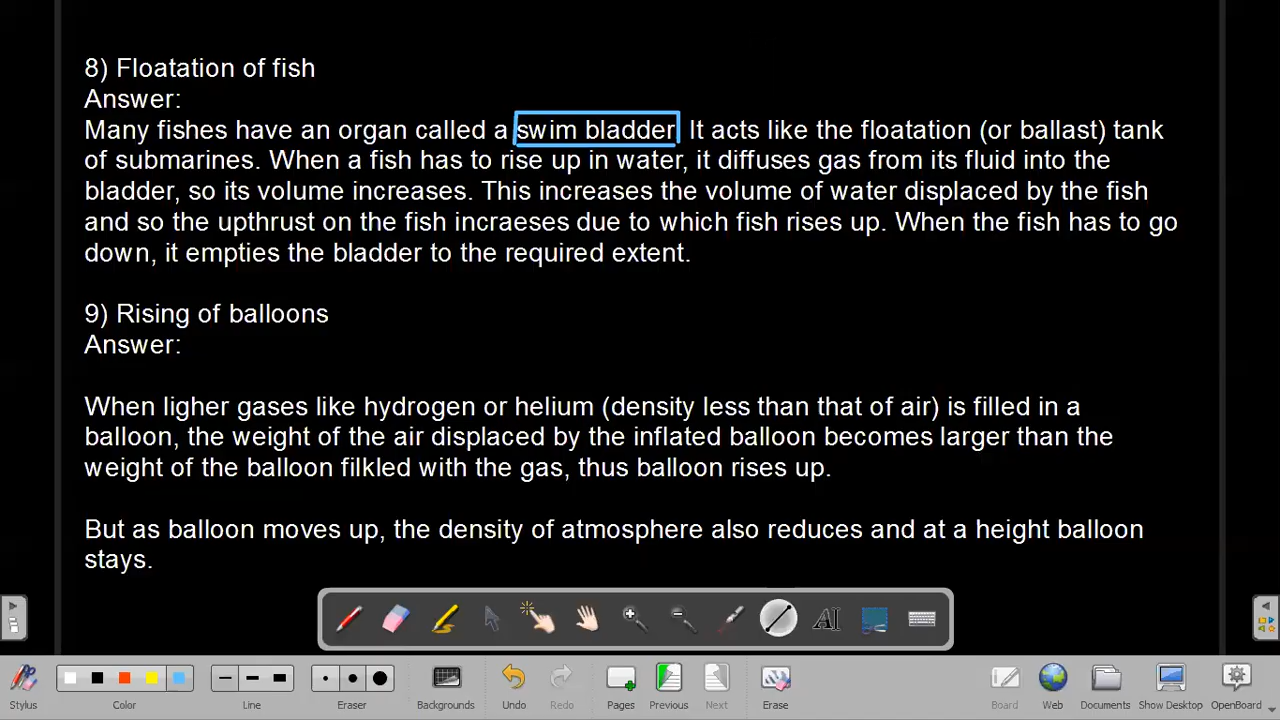 8) Floatation of fish
Answer:
Many fishes have an organ called a swim bladder It acts like the floatation (or ballast) tank
of submarines. When a fish has to rise up in water, it diffuses gas from its fluid into the
bladder, so its volume increases. This increases the volume of water displaced by the fish
and so the upthrust on the fish incraeses due to which fish rises up. When the fish has to go
down, it empties the bladder to the required extent.
9) Rising of balloons
Answer:
When ligher gases like hydrogen or helium (density less than that of air) is filled in a
balloon, the weight of the air displaced by the inflated balloon becomes larger than the
weight of the balloon filkled with the gas, thus balloon rises up.
But as balloon moves up, the density of atmosphere also reduces and at a height balloon
stays.
AI
Stylus Color Line Eraser Backgrounds Undo Redo Pages Previous Next Erase Board Web Documents Show Desktop OpenBoard